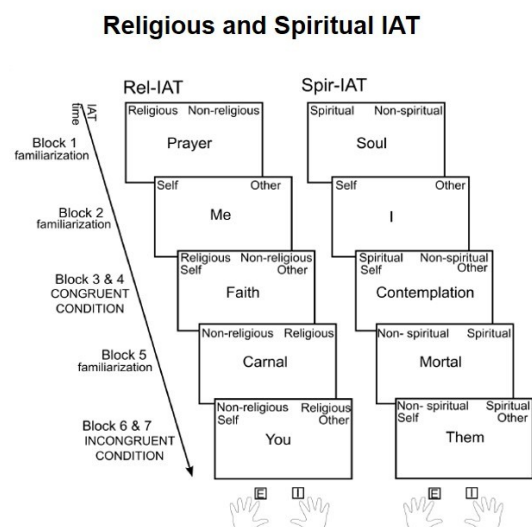 Religious and Spiritual IAT
Rel-IAT
Spir-IAT
IAT
time
Block 1
familiarization
Religious Non-religious
Prayer
Spiritual Non-spiritual
Soul
Block 2
familiarization
Self Other
Me
Self Other
I
Block 3 & 4
CONGRUENT
CONDITION
Religious Non-religious
Self Other
Faith
Spiritual Non-spiritual
Self Other
Contemplation
Block 5
familiarization
Non-religious Religious
Carnal
Non- spiritual Spiritual
Mortal
Block 6 & 7
INCONGRUENT
CONDITION
Non-religious Religious
Self Other
You
Non- spiritual Spiritual
Self Other
Them
E I
E I